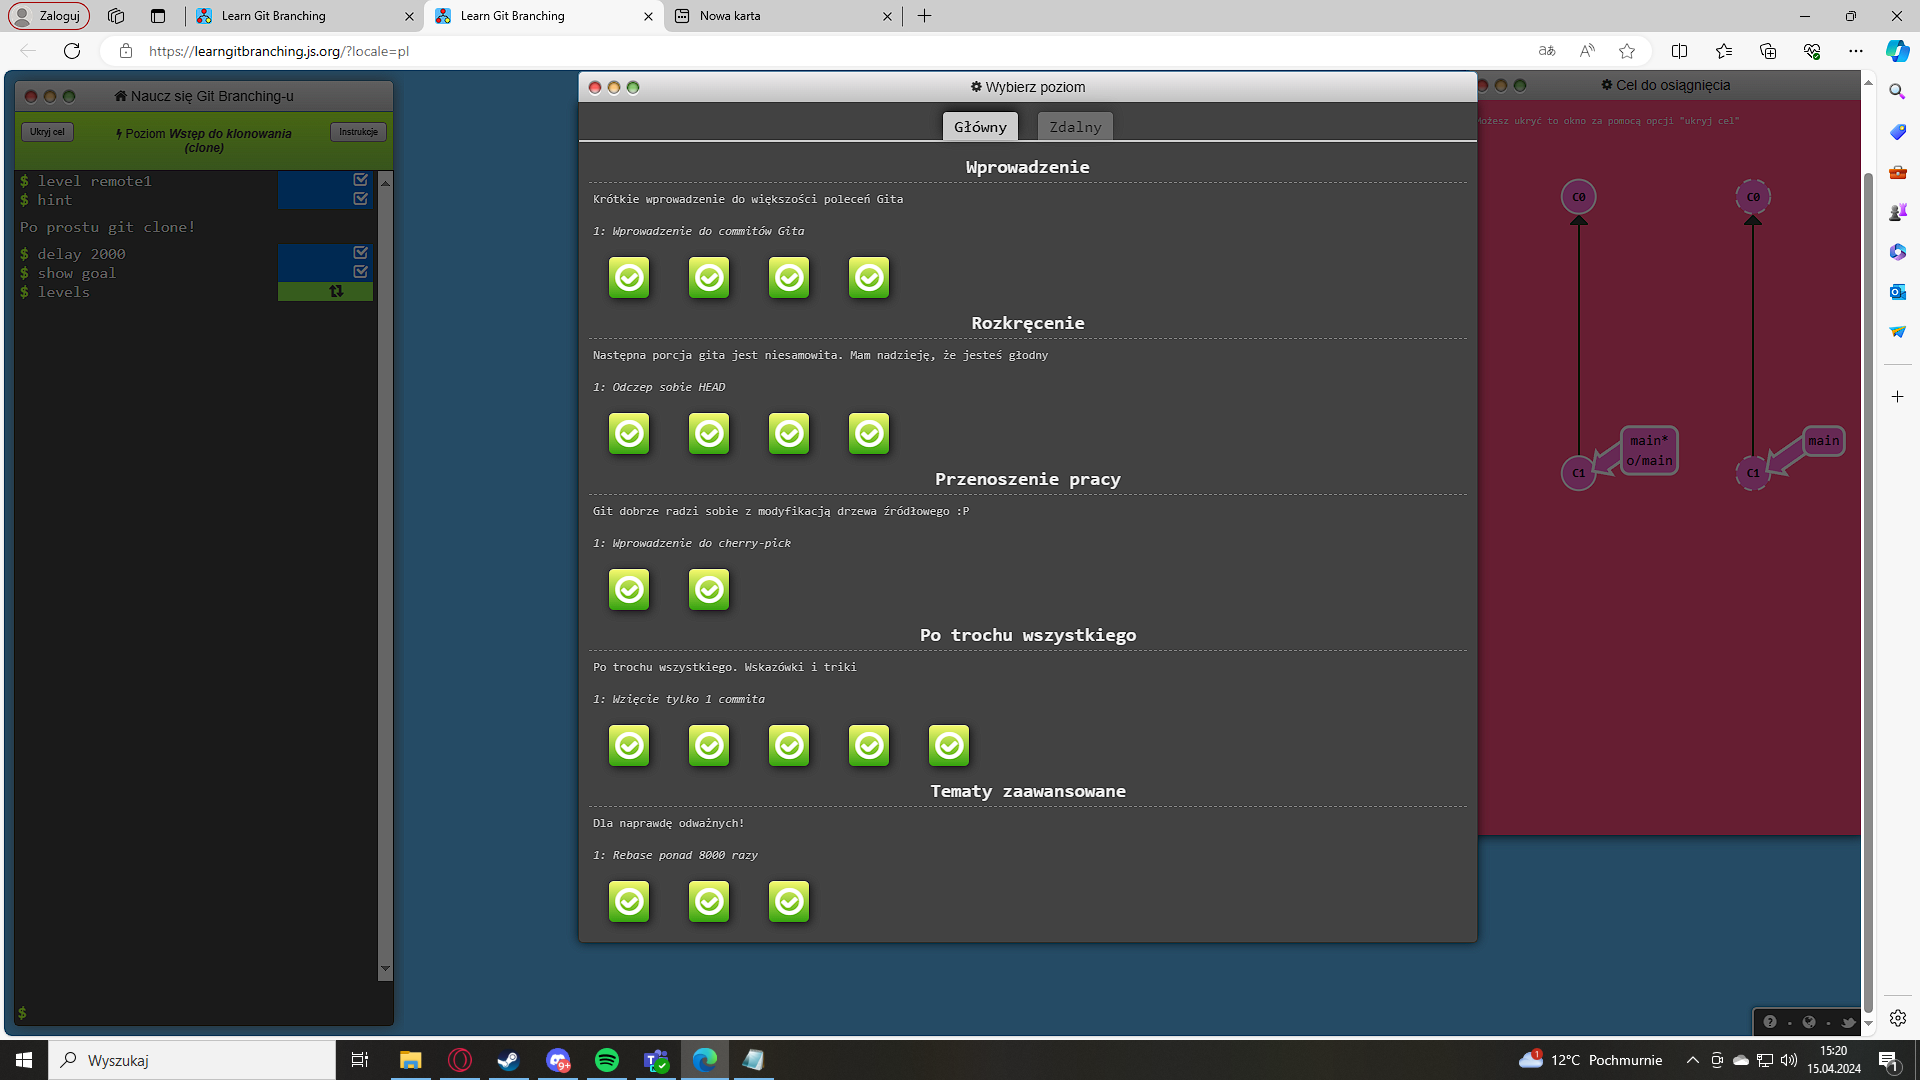 Zaloguj
Learn Git Branching
Learn Git Branching
Nowa karta
https://learngitbranching.js.org/?locale=pl
Naucz się Git Branching-u
Ukryj cel
Poziom Wstęp do klonowania
(clone)
Instrukcje
$ level remote1
$ hint
Po prostu git clone!
$ delay 2000
$ show goal
$ levels
$
Wybierz poziom
Główny
Zdalny
Wprowadzenie
Krótkie wprowadzenie do większości poleceń Gita
1: Wprowadzenie do commitów Gita
Rozkręcenie
Następna porcja gita jest niesamowita. Mam nadzieję, że jesteś głodny
1: Odczep sobie HEAD
Przenoszenie pracy
Git dobrze radzi sobie z modyfikacją drzewa źródłowego :P
1: Wprowadzenie do cherry-pick
Po trochu wszystkiego
Po trochu wszystkiego. Wskazówki i triki
1: Wzięcie tylko 1 commita
Tematy zaawansowane
Dla naprawdę odważnych!
1: Rebase ponad 8000 razy
Cel do osiągnięcia
Możesz ukryć to okno za pomocą opcji "ukryj cel"
C0
C0
main*
o/main
main
C1
C1
Wyszukaj
9+
1
12°C Pochmurnie
15:20
15.04.2024
1